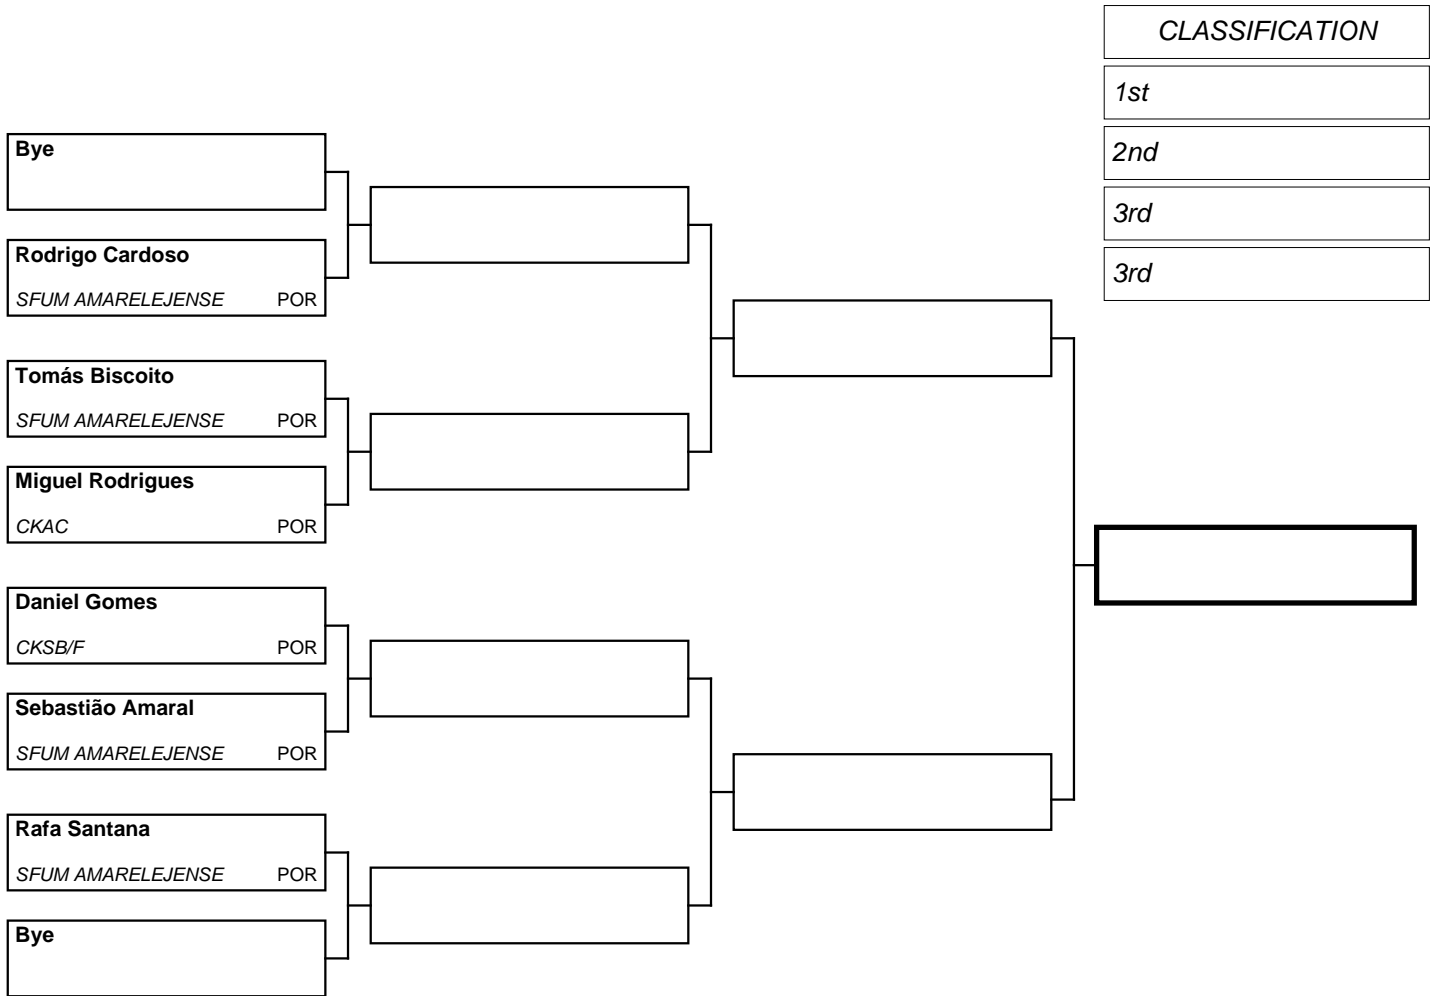 CLASSIFICATION
1st
2nd
3rd
3rd
Bye
Rodrigo Cardoso
SFUM AMARELEJENSE POR
Tomás Biscoito
SFUM AMARELEJENSE POR
Miguel Rodrigues
CKAC POR
Daniel Gomes
CKSB/F POR
Sebastião Amaral
SFUM AMARELEJENSE POR
Rafa Santana
SFUM AMARELEJENSE POR
Bye